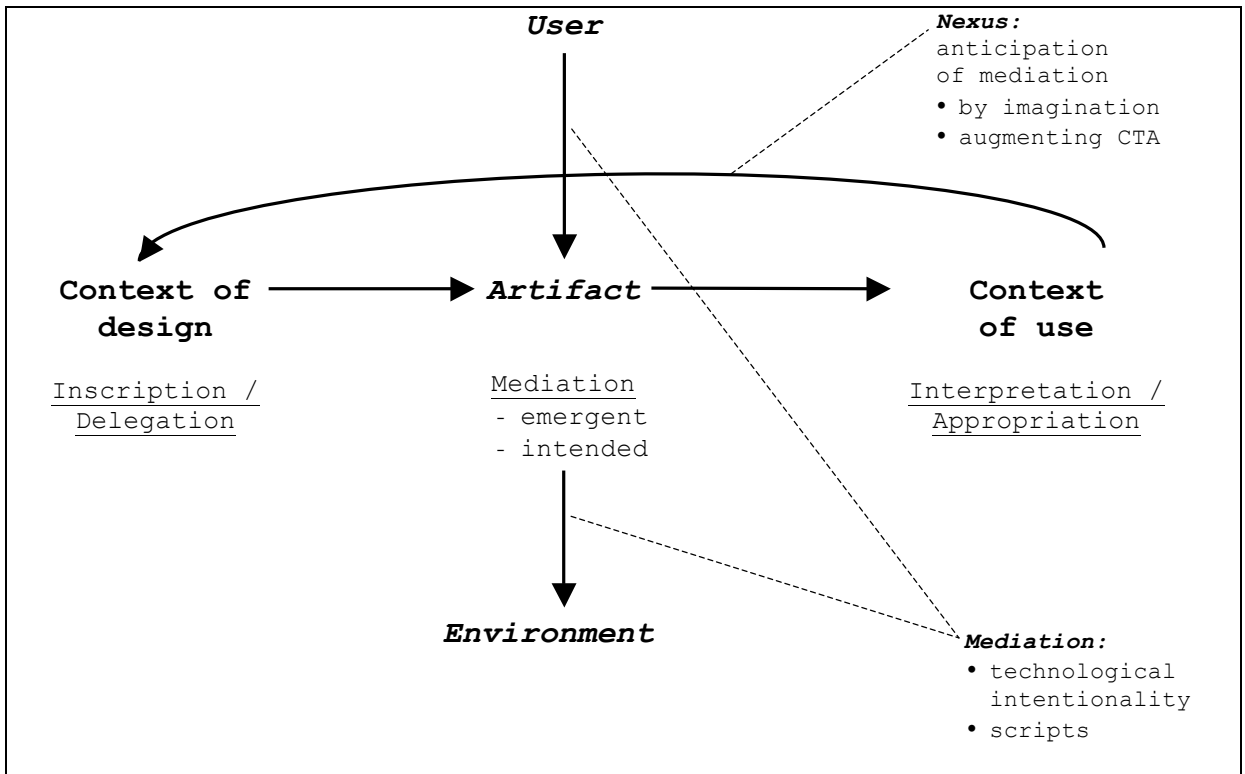 User
Nexus:
anticipation
of mediation
• by imagination
• augmenting CTA
Context of
design
Artifact
Context
of use
Inscription /
Delegation
Mediation
- emergent
- intended
Interpretation /
Appropriation
Environment
Mediation:
• technological
intentionality
• scripts